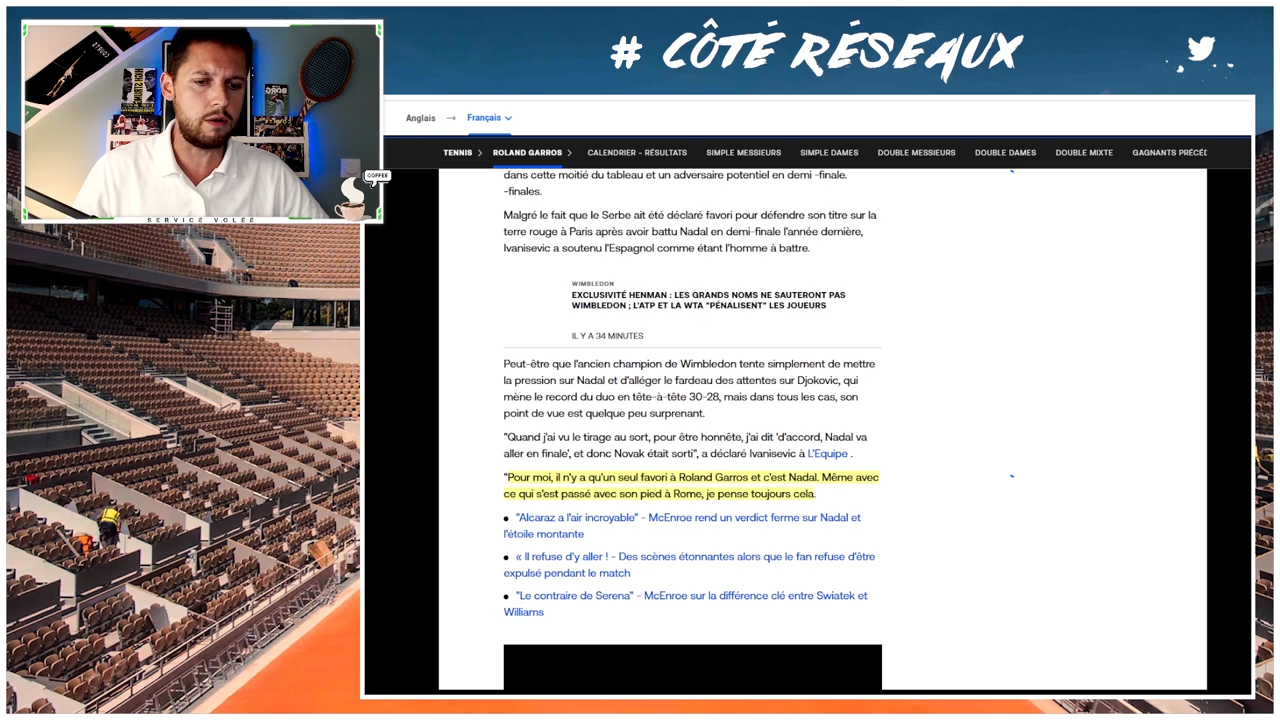 # CÔTÉ RÉSEAUX
COFFEE
SERVICE VOLÉE
Anglais → Français
TENNIS
ROLAND GARROS
CALENDRIER - RÉSULTATS
SIMPLE MESSIEURS
SIMPLE DAMES
DOUBLE MESSIEURS
DOUBLE DAMES
DOUBLE MIXTE
GAGNANTS PRÉCÉD
dans cette moitié du tableau et un adversaire potentiel en demi -finale.
-finales.
Malgré le fait que le Serbe ait été déclaré favori pour défendre son titre sur la
terre rouge à Paris après avoir battu Nadal en demi-finale l'année dernière,
Ivanisevic a soutenu l'Espagnol comme étant l'homme à battre.
WIMBLEDON
EXCLUSIVITÉ HENMAN : LES GRANDS NOMS NE SAUTERONT PAS
WIMBLEDON ; L'ATP ET LA WTA "PÉNALISENT" LES JOUEURS
IL Y A 34 MINUTES
Peut-être que l'ancien champion de Wimbledon tente simplement de mettre
la pression sur Nadal et d'alléger le fardeau des attentes sur Djokovic, qui
mène le record du duo en tête-à-tête 30-28, mais dans tous les cas, son
point de vue est quelque peu surprenant.
"Quand j'ai vu le tirage au sort, pour être honnête, j'ai dit 'd'accord, Nadal va
aller en finale', et donc Novak était sorti", a déclaré Ivanisevic à L'Equipe .
"Pour moi, il n'y a qu'un seul favori à Roland Garros et c'est Nadal. Même avec
ce qui s'est passé avec son pied à Rome, je pense toujours cela.
• "Alcaraz a l'air incroyable" - McEnroe rend un verdict ferme sur Nadal et
l'étoile montante
• « Il refuse d'y aller ! - Des scènes étonnantes alors que le fan refuse d'être
expulsé pendant le match
• "Le contraire de Serena" - McEnroe sur la différence clé entre Swiatek et
Williams